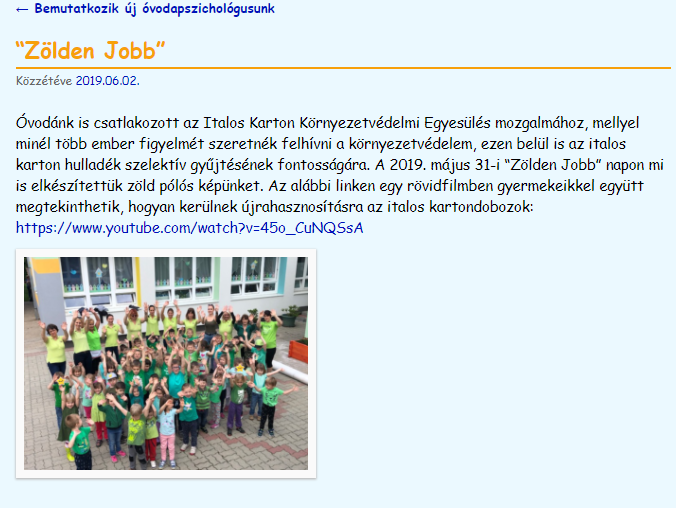 ← Bemutatkozik új óvodapszichológusunk
“Zölden Jobb”
Közzétéve 2019.06.02.
Óvodánk is csatlakozott az Italos Karton Környezetvédelmi Egyesülés mozgalmához, mellyel
minél több ember figyelmét szeretnék felhívni a környezetvédelem, ezen belül is az italos
karton hulladék szelektív gyűjtésének fontosságára. A 2019. május 31-i “Zölden Jobb” napon mi
is elkészítettük zöld pólós képünket. Az alábbi linken egy rövidfilmben gyermekeikkel együtt
megtekinthetik, hogyan kerülnek újrahasznosításra az italos kartondobozok:
https://www.youtube.com/watch?v=45o_CuNQSsA